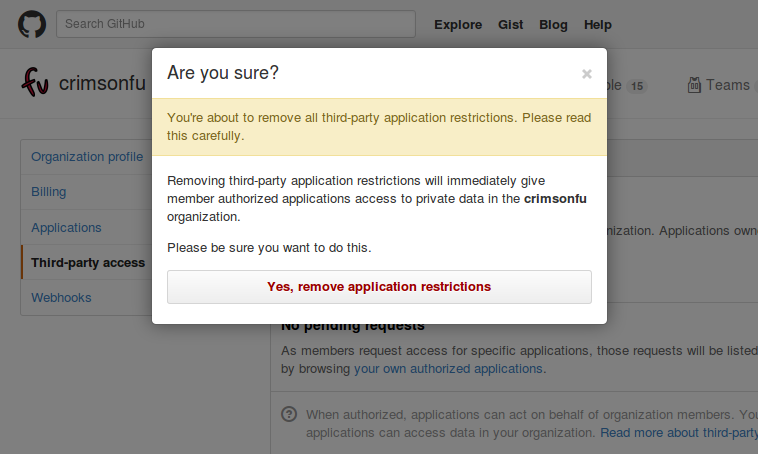 Search GitHub
Explore Gist Blog Help
Are you sure?
×
fu crimsonfu
ple 15
Teams
You're about to remove all third-party application restrictions. Please read
this carefully.
Organization profile
Billing
Applications
Third-party access
Webhooks
Removing third-party application restrictions will immediately give
member authorized applications access to private data in the crimsonfu
organization.
nization. Applications own
Please be sure you want to do this.
Yes, remove application restrictions
No pending requests
As members request access for specific applications, those requests will be listed
by browsing your own authorized applications.
? When authorized, applications can act on behalf of organization members. You
applications can access data in your organization. Read more about third-party